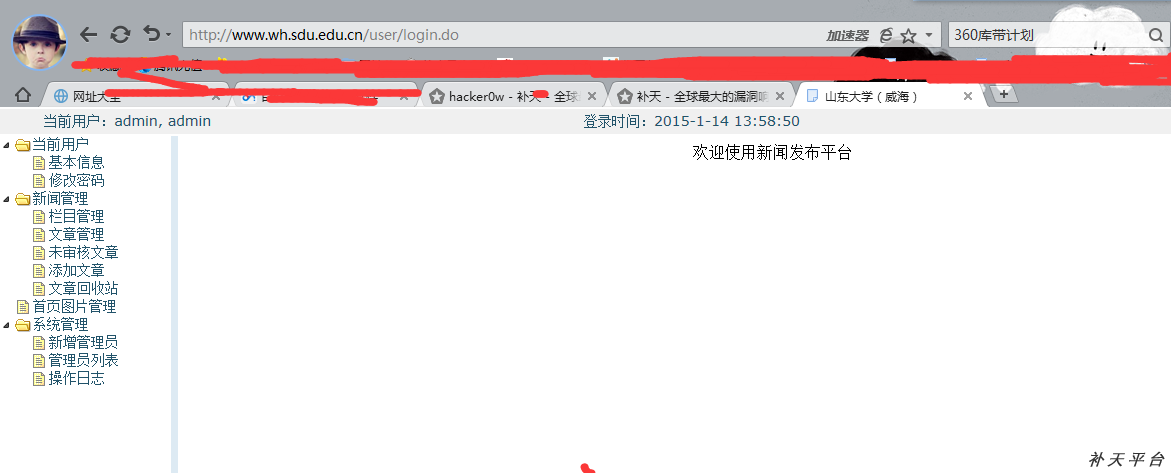 http://www.wh.sdu.edu.cn/user/login.do 加速器 360库带计划
网址大全 hacker0w - 补天 - 全球 补天 - 全球最大的漏洞响 山东大学（威海）
当前用户：admin, admin 登录时间：2015-1-14 13:58:50
当前用户 欢迎使用新闻发布平台
基本信息
修改密码
新闻管理
栏目管理
文章管理
未审核文章
添加文章
文章回收站
首页图片管理
系统管理
新增管理员
管理员列表
操作日志
补天平台